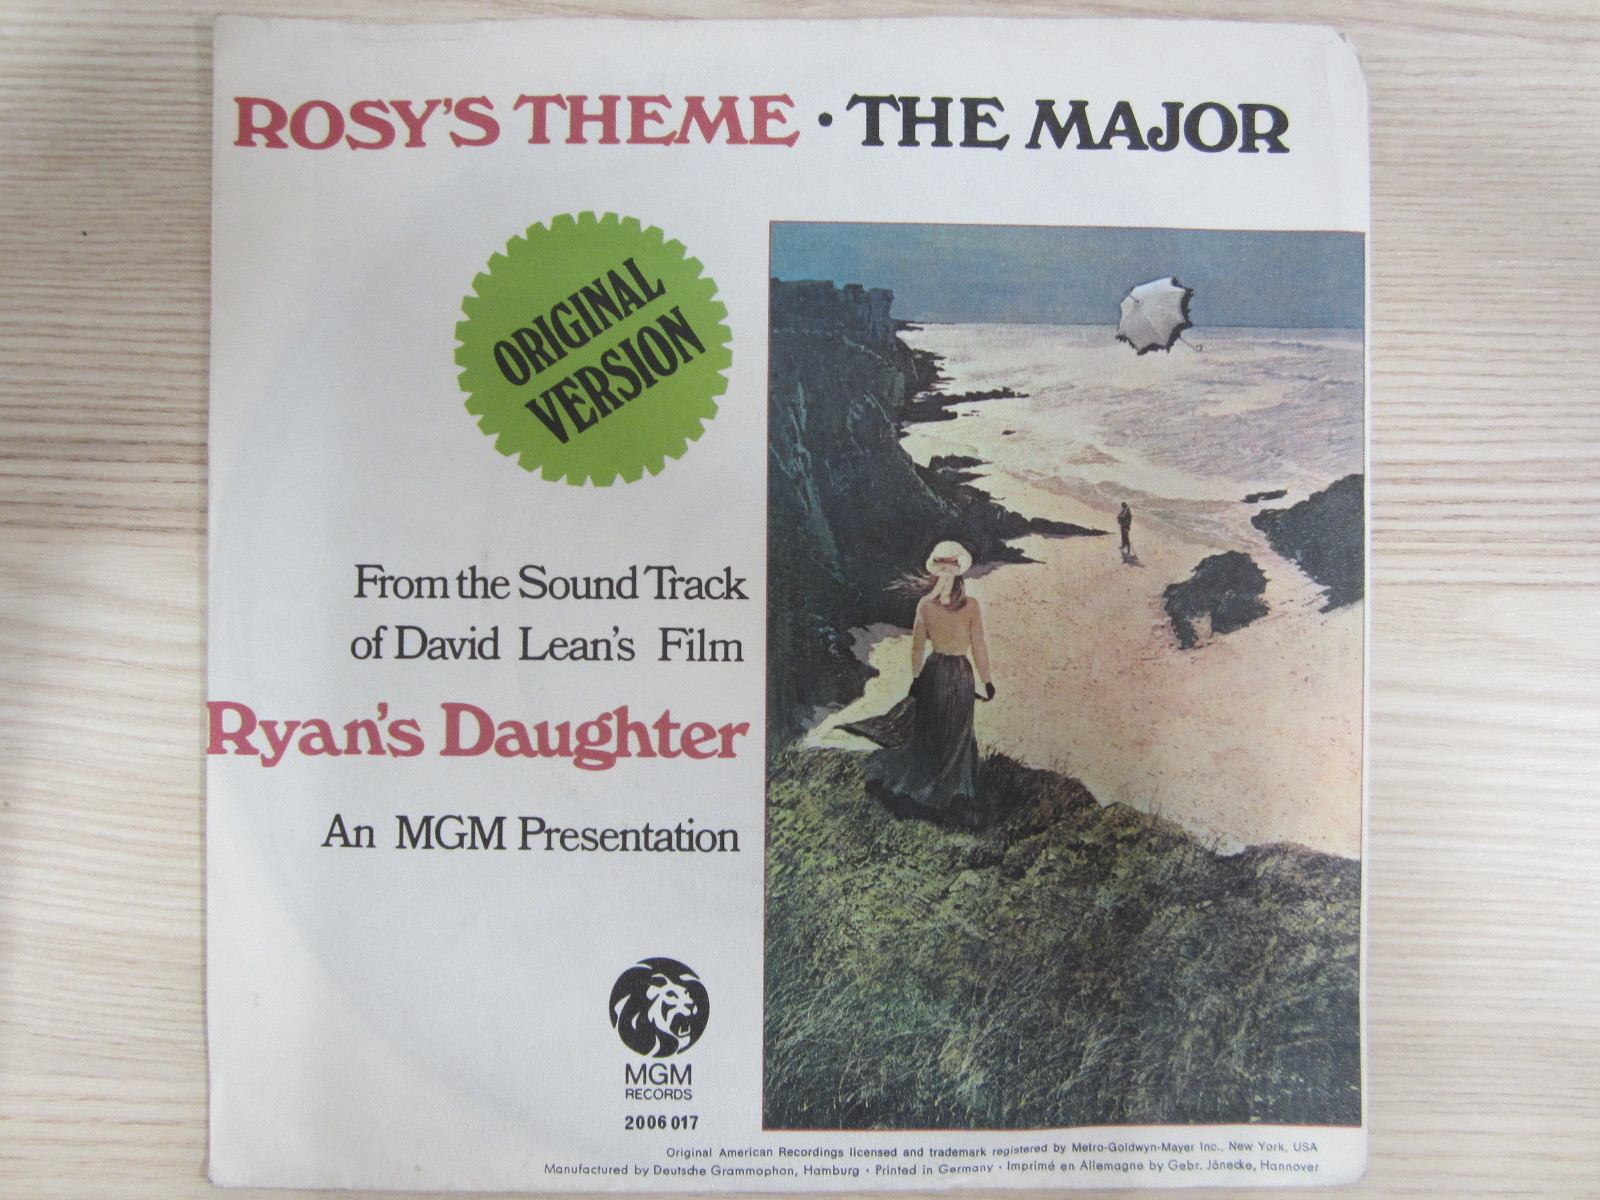 ROSY'S THEME · THE MAJOR
ORIGINAL
VERSION
From the Sound Track
of David Lean's Film
Ryan's Daughter
An MGM Presentation
MGM
RECORDS
2006 017
Original American Recordings licensed and trademark registered by Metro-Goldwyn-Mayer Inc., New York, USA
Manufactured by Deutsche Grammophon, Hamburg · Printed in Germany · Imprimé en Allemagne by Gebr. Jänecke, Hannover